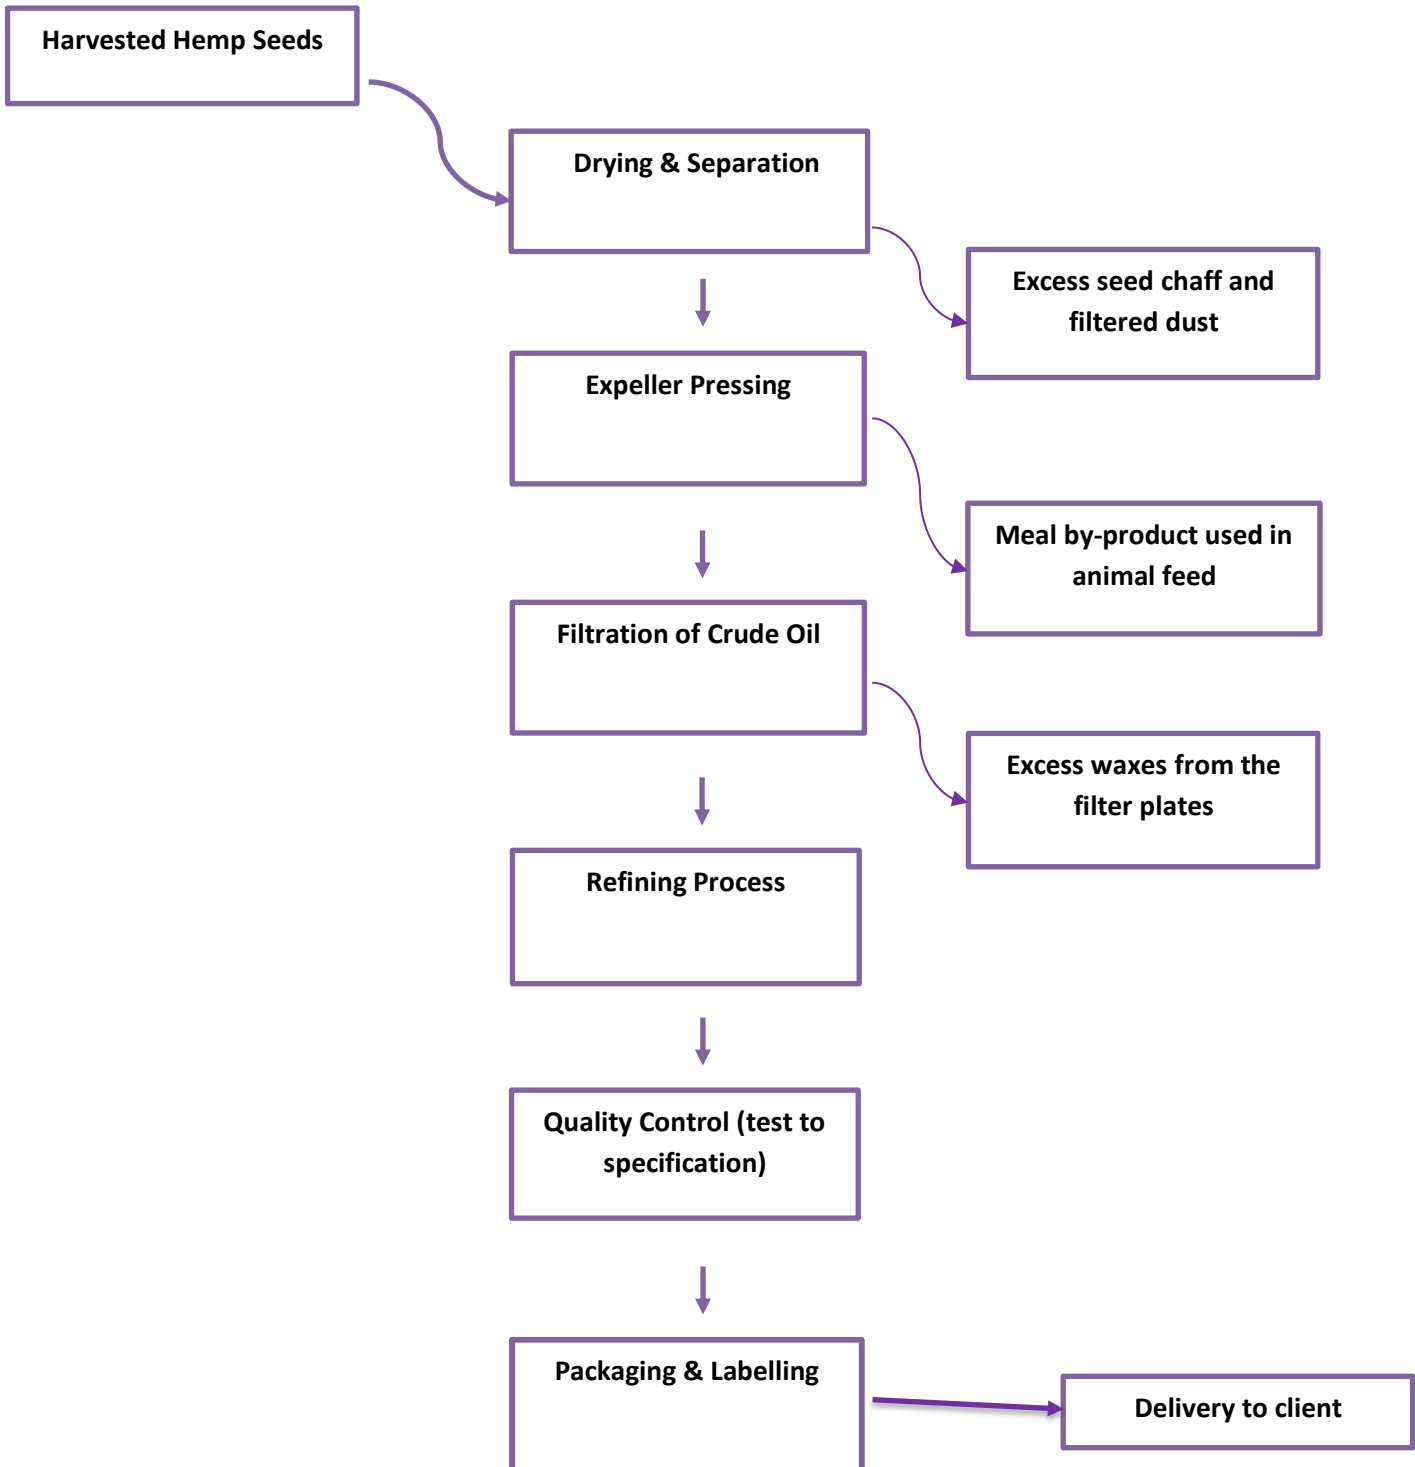 Harvested Hemp Seeds
Drying & Separation
Excess seed chaff and
filtered dust
Expeller Pressing
Meal by-product used in
animal feed
Filtration of Crude Oil
Excess waxes from the
filter plates
Refining Process
Quality Control (test to
specification)
Packaging & Labelling
Delivery to client